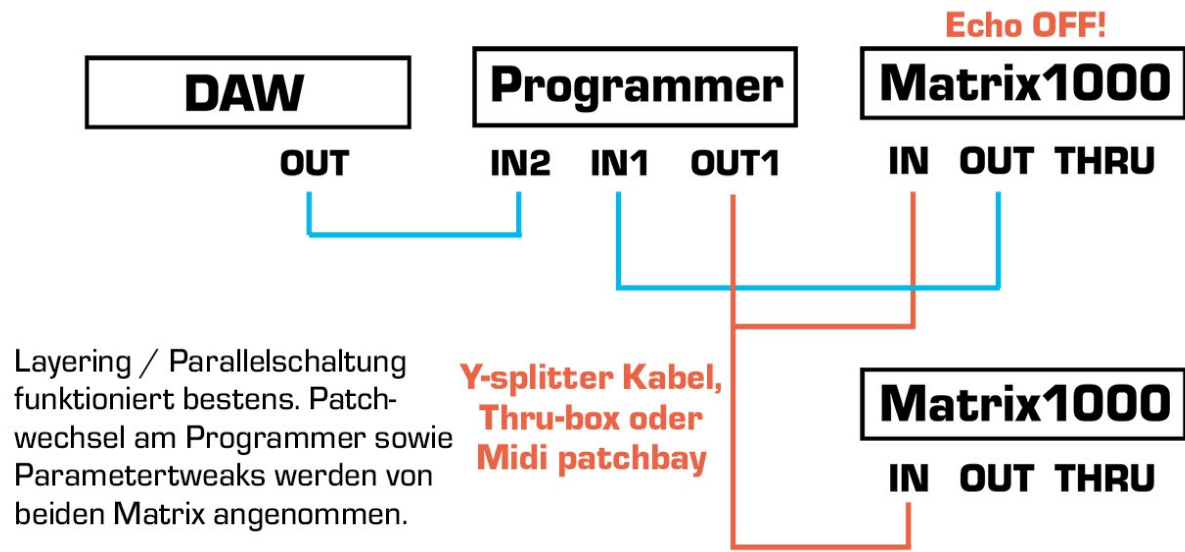 Echo OFF!
DAW
Programmer
Matrix1000
OUT
IN2 IN1 OUT1
IN OUT THRU
Layering / Parallelschaltung
funktioniert bestens. Patch-
wechsel am Programmer sowie
Parametertweaks werden von
beiden Matrix angenommen.
Y-splitter Kabel,
Thru-box oder
Midi patchbay
Matrix1000
IN OUT THRU